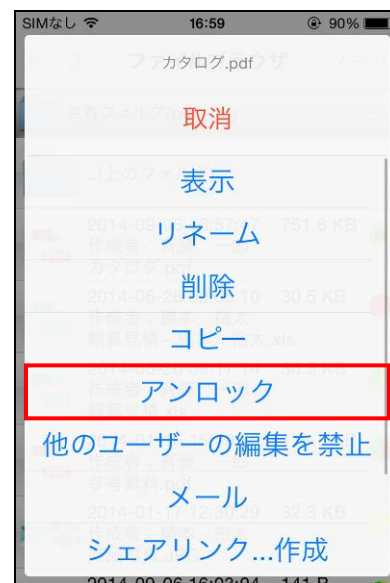 SIMなし 16:59 90%
カタログ.pdf
取消
表示
リネーム
削除
コピー
アンロック
他のユーザーの編集を禁止
メール
シェアリンク...作成